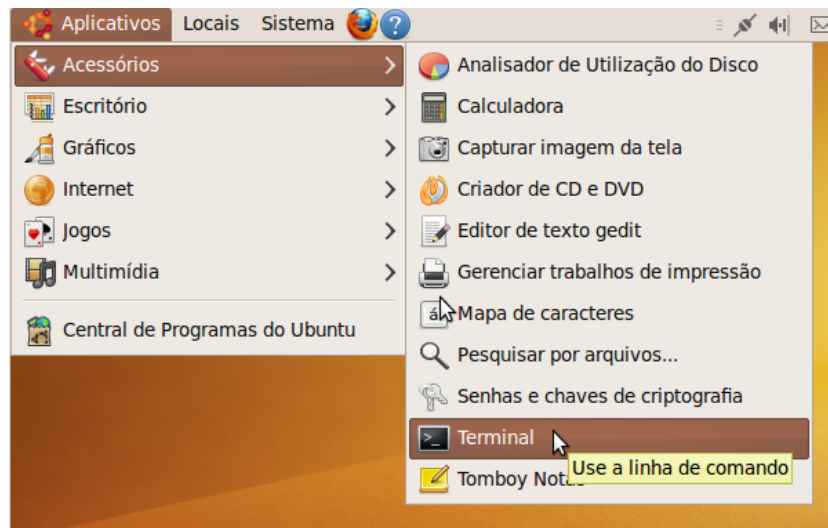 Aplicativos Locais Sistema
Acessórios
Escritório
Gráficos
Internet
Jogos
Multimídia
Central de Programas do Ubuntu
Analisador de Utilização do Disco
Calculadora
Capturar imagem da tela
Criador de CD e DVD
Editor de texto gedit
Gerenciar trabalhos de impressão
Mapa de caracteres
Pesquisar por arquivos...
Senhas e chaves de criptografia
Terminal
Use a linha de comando
Tomboy Notas